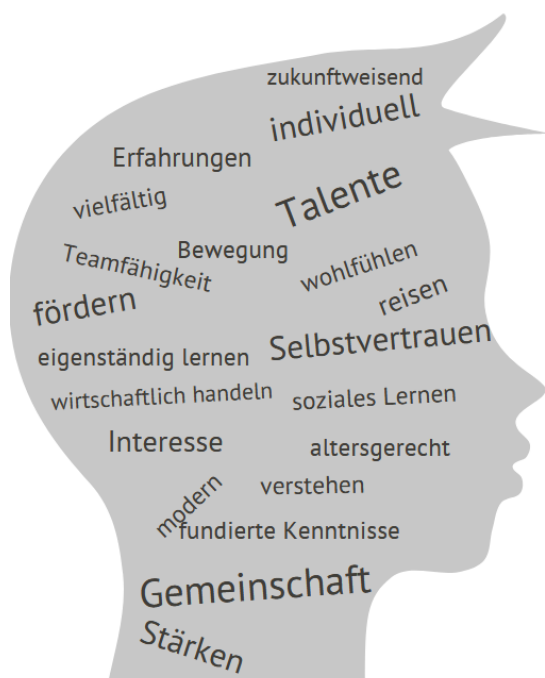 zukunftweisend
individuell
Erfahrungen
Talente
vielfältig
Bewegung
Teamfähigkeit
wohlfühlen
reisen
fördern
Selbstvertrauen
eigenständig lernen
wirtschaftlich handeln
soziales Lernen
Interesse
altersgerecht
verstehen
modern
fundierte Kenntnisse
Gemeinschaft
Stärken